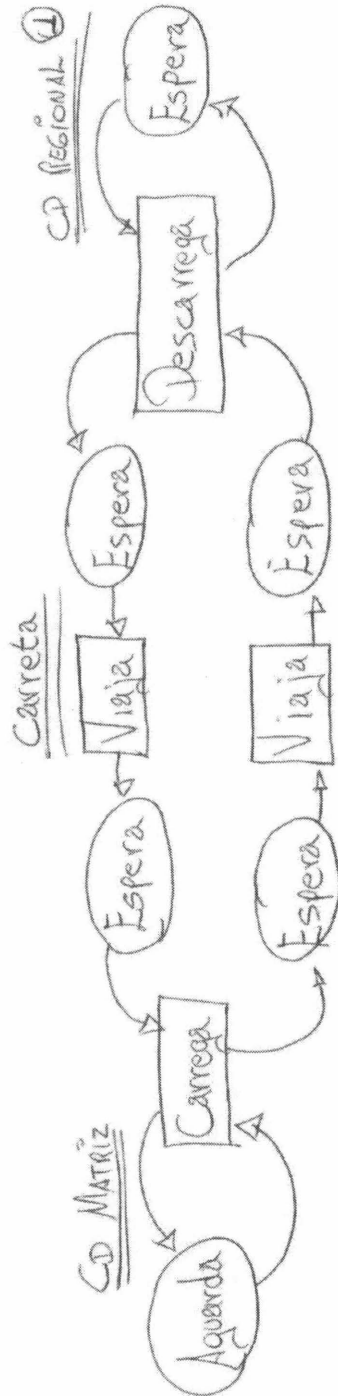 CD MATRIZ
Carreta
CD REGIONAL 1
Aguarda
Carrega
Espera
Viaja
Espera
Descarrega
Espera
Espera
Viaja
Espera